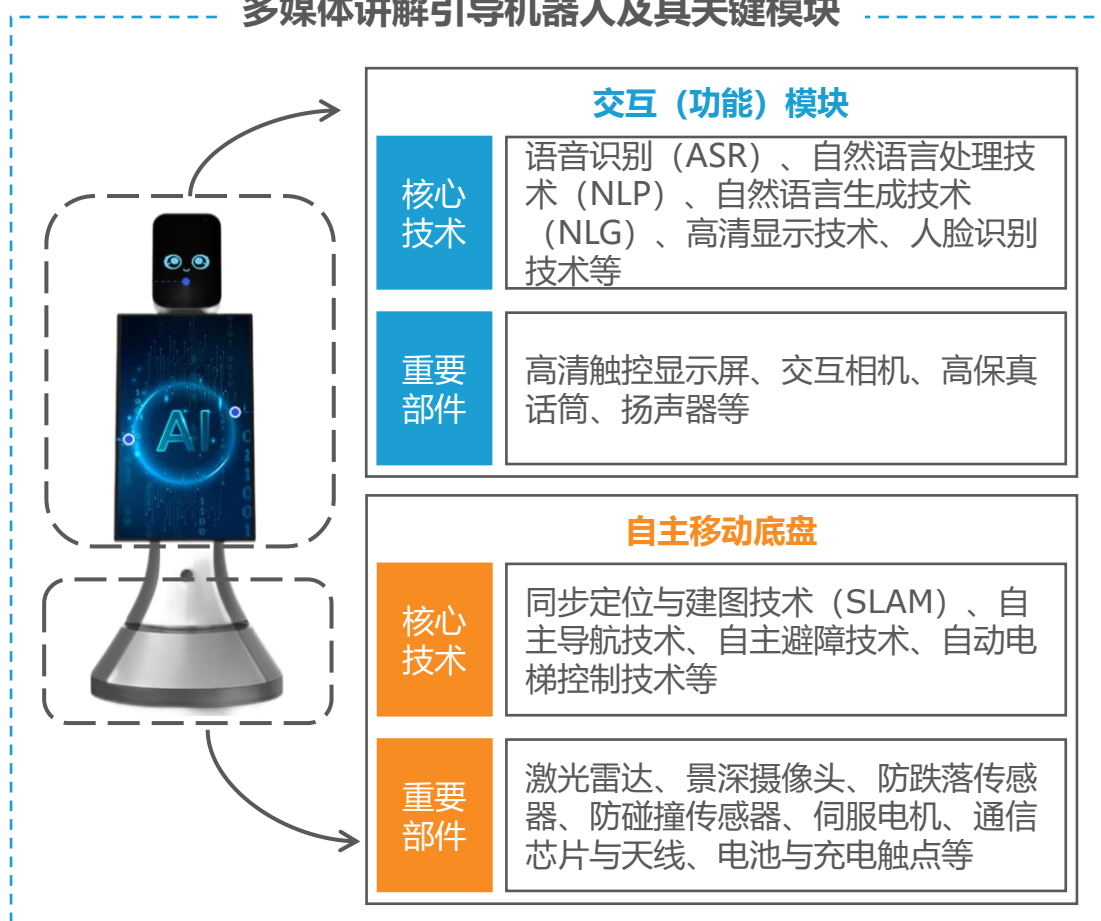 多媒体讲解引导机器人及其关键模块
交互（功能）模块
核心
技术
语音识别（ASR）、自然语言处理技
术（NLP）、自然语言生成技术
（NLG）、高清显示技术、人脸识别
技术等
重要
部件
高清触控显示屏、交互相机、高保真
话筒、扬声器等
AI
自主移动底盘
核心
技术
同步定位与建图技术（SLAM）、自
主导航技术、自主避障技术、自动电
梯控制技术等
重要
部件
激光雷达、景深摄像头、防跌落传感
器、防碰撞传感器、伺服电机、通信
芯片与天线、电池与充电触点等